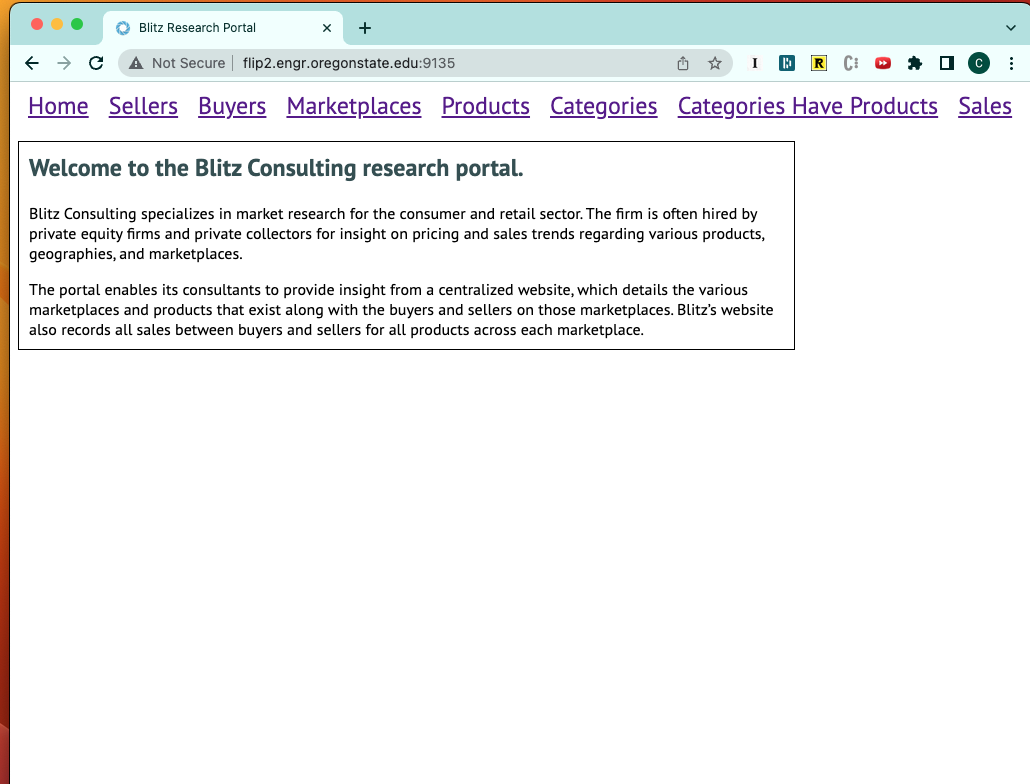 Blitz Research Portal
Not Secure | flip2.engr.oregonstate.edu:9135
I R C C
Home Sellers Buyers Marketplaces Products Categories Categories Have Products Sales
Welcome to the Blitz Consulting research portal.
Blitz Consulting specializes in market research for the consumer and retail sector. The firm is often hired by
private equity firms and private collectors for insight on pricing and sales trends regarding various products,
geographies, and marketplaces.
The portal enables its consultants to provide insight from a centralized website, which details the various
marketplaces and products that exist along with the buyers and sellers on those marketplaces. Blitz’s website
also records all sales between buyers and sellers for all products across each marketplace.